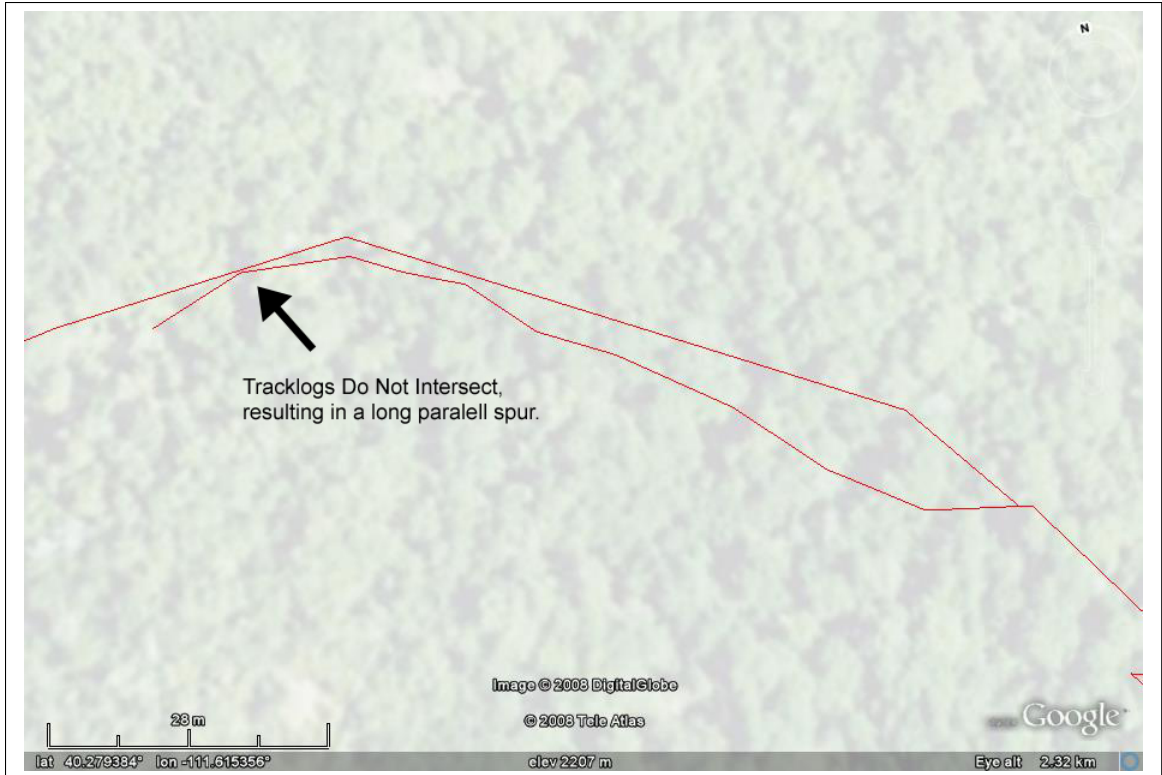 N
Tracklogs Do Not Intersect,
resulting in a long paralell spur.
Image © 2008 DigitalGlobe
© 2008 Tele Atlas
Google
28 m
lat 40.279384° lon -111.615356° elev 2207 m Eye alt 2.32 km